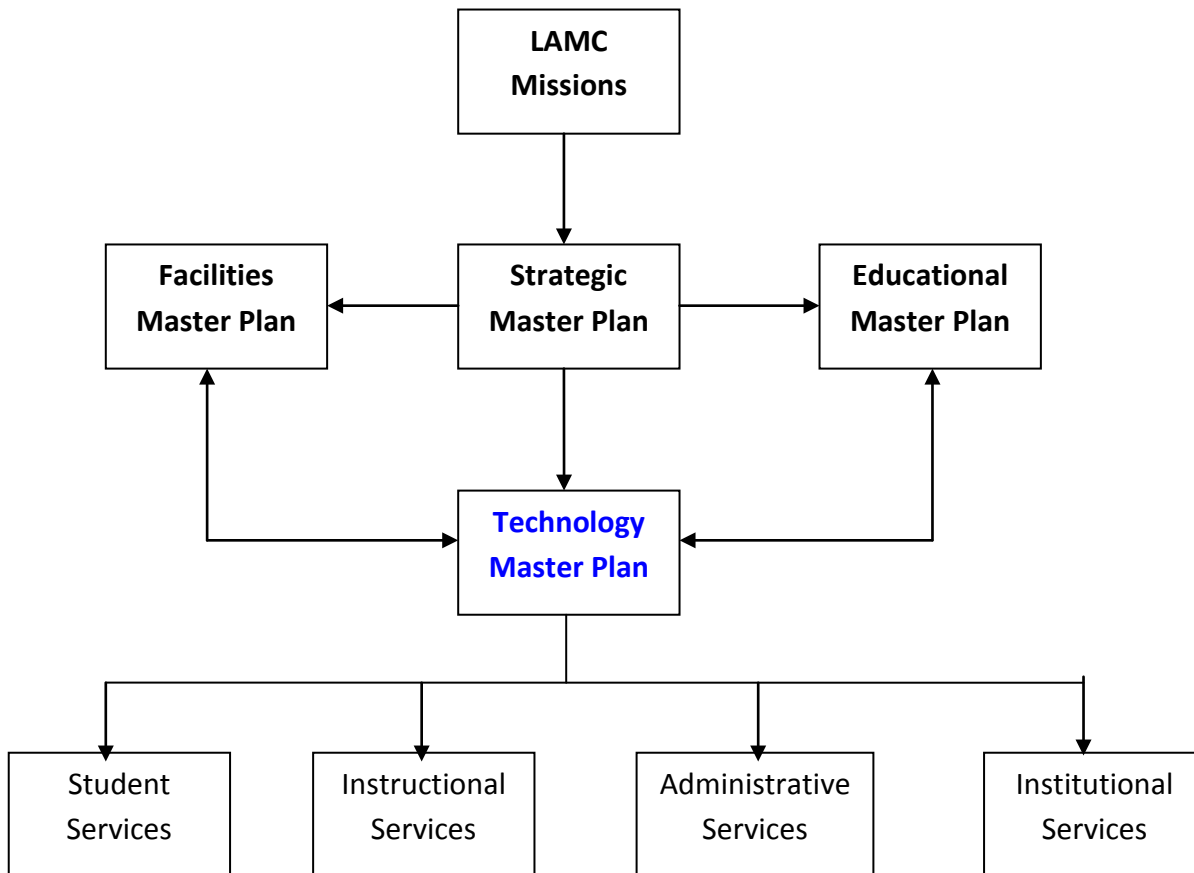 LAMC
Missions
Facilities
Master Plan
Strategic
Master Plan
Educational
Master Plan
Technology
Master Plan
Student
Services
Instructional
Services
Administrative
Services
Institutional
Services